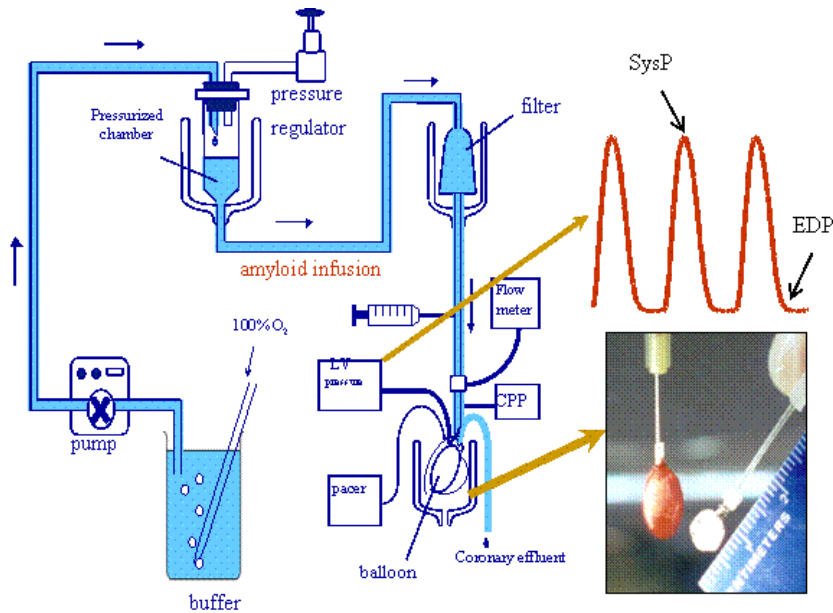 SysP
pressure
regulator
Pressurized
chamber
filter
EDP
amyloid infusion
Flow
meter
100% O2
LV
pressure
CPP
pump
pacer
balloon
Coronary effluent
buffer